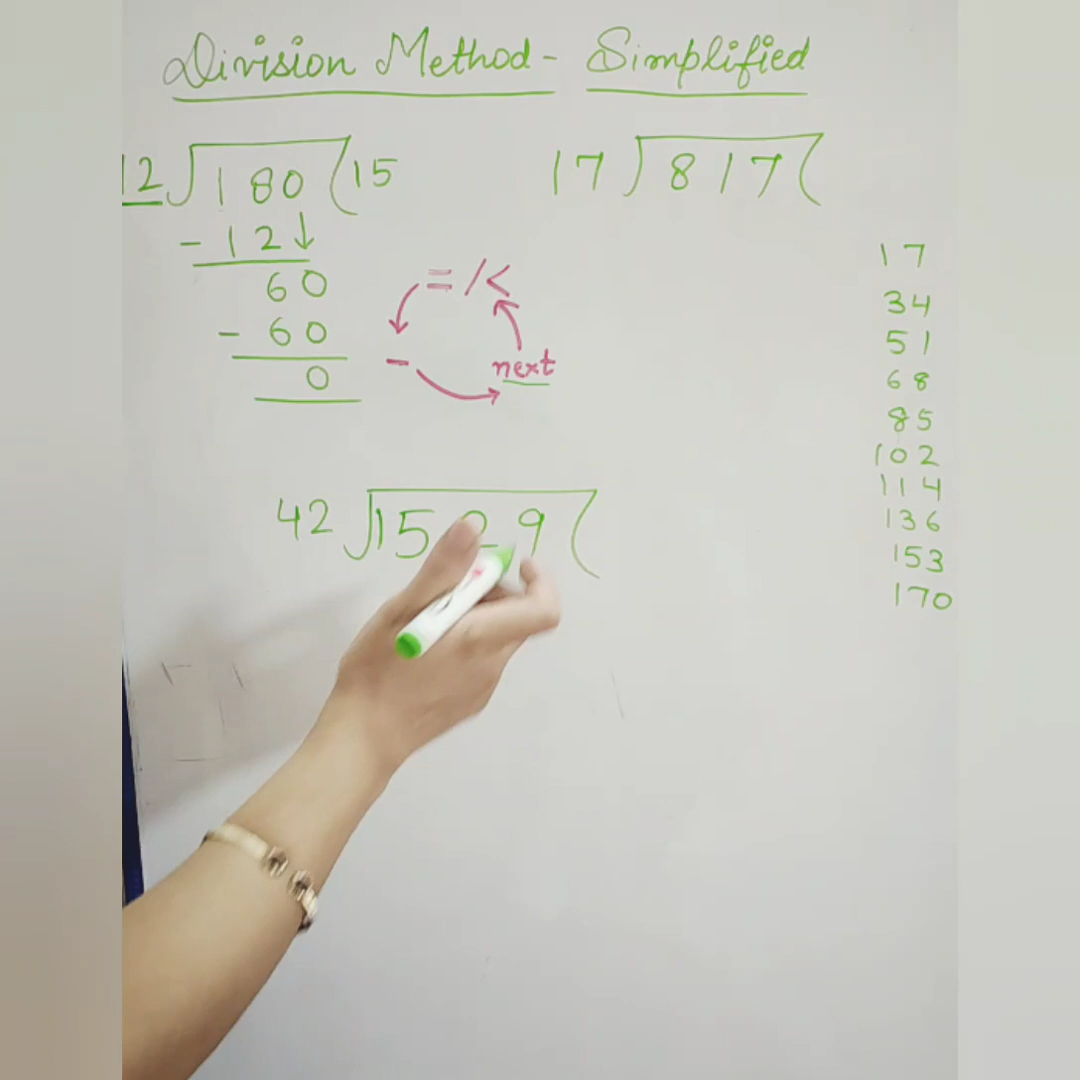 Division Method - Simplified
12 ) 180 ( 15
- 12 ↓
60
- 60
0
= / <
-
next
17 ) 817 (
17
34
51
68
85
102
114
136
153
170
42 ) 1529 (